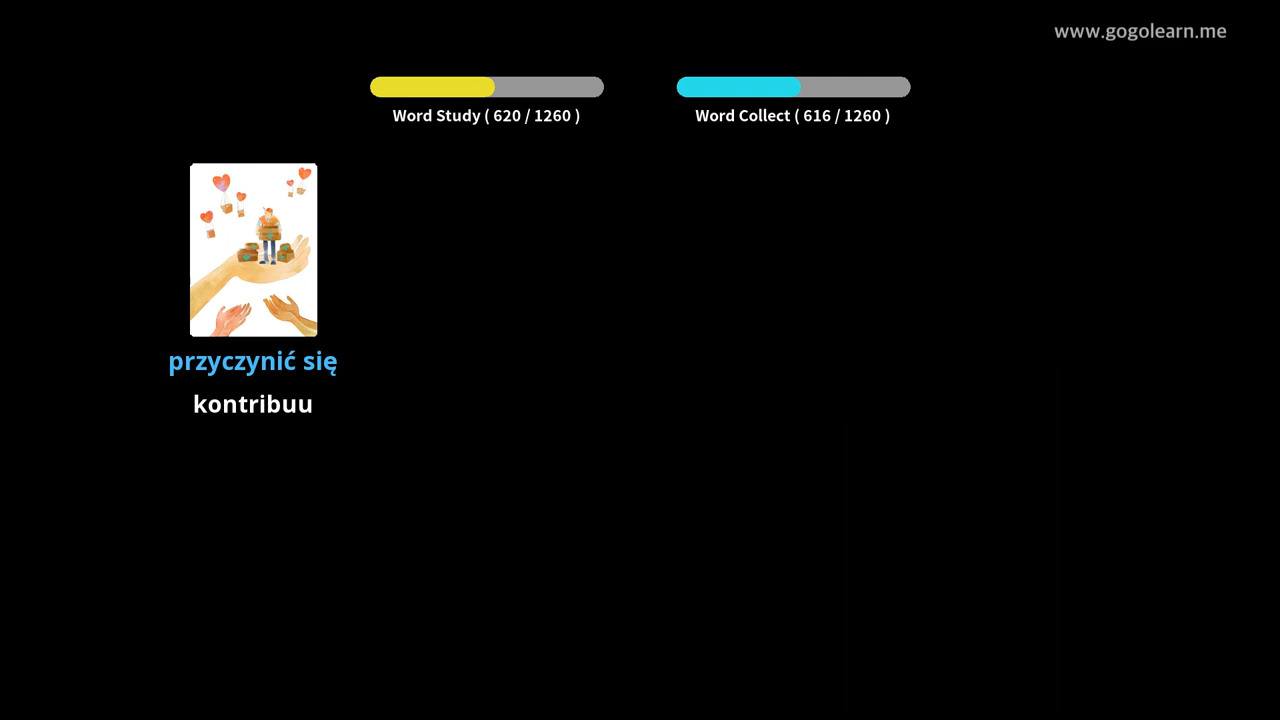 www.gogolearn.me
Word Study ( 620 / 1260 )
Word Collect ( 616 / 1260 )
przyczynić się
kontribuu